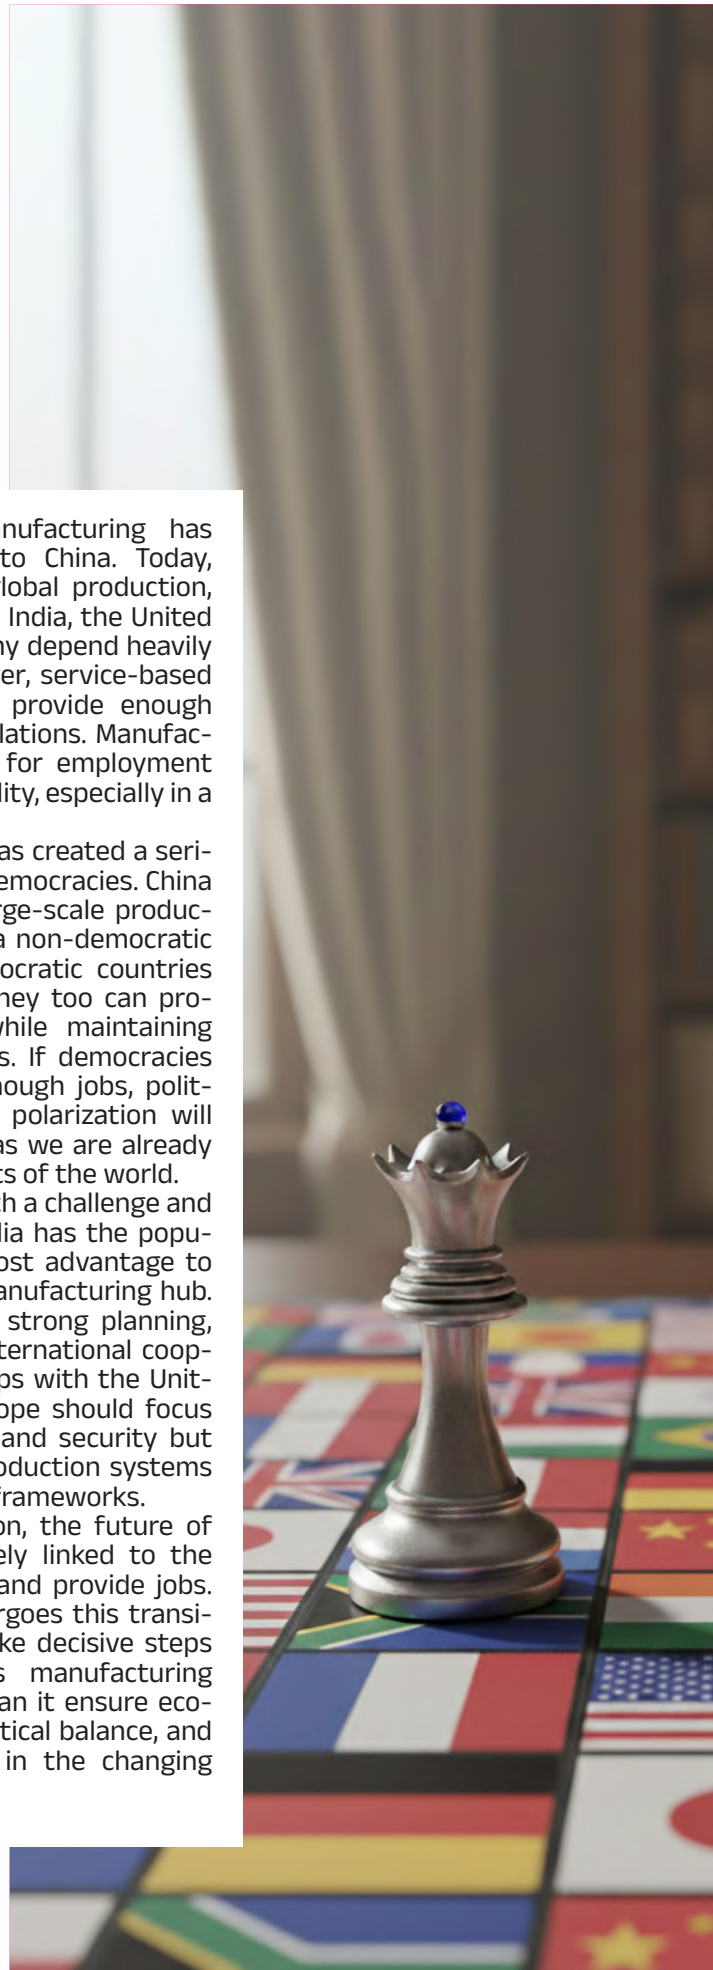 nufacturing has
to China. Today,
lobal production,
India, the United
ny depend heavily
er, service-based
provide enough
lations. Manufac-
for employment
lity, especially in a
as created a seri-
emocracies. China
rge-scale produc-
a non-democratic
ocratic countries
hey too can pro-
while maintaining
s. If democracies
nough jobs, polit-
polarization will
as we are already
ts of the world.
th a challenge and
dia has the popu-
ost advantage to
anufacturing hub.
strong planning,
ternational coop-
ps with the Unit-
ope should focus
and security but
oduction systems
frameworks.
on, the future of
ely linked to the
and provide jobs.
rgoes this transi-
ke decisive steps
s manufacturing
an it ensure eco-
tical balance, and
in the changing